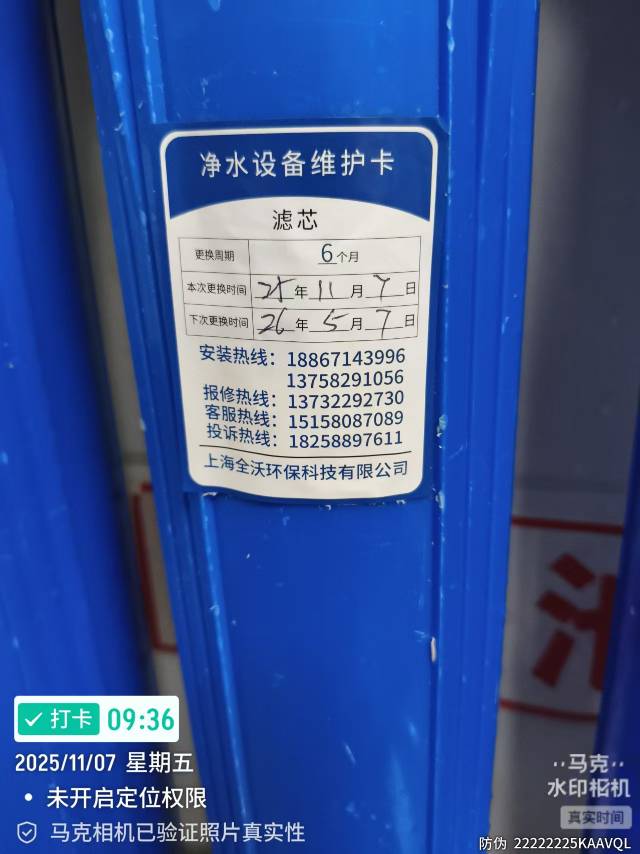 净水设备维护卡
滤芯
更换周期 6个月
本次更换时间 25年11月7日
下次更换时间 26年5月7日
安装热线：18867143996
13758291056
报修热线：13732292730
客服热线：15158087089
投诉热线：18258897611
上海全沃环保科技有限公司
打卡 09:36
2025/11/07 星期五
• 未开启定位权限
马克相机已验证照片真实性
马克
水印相机
真实时间
防伪 22222225KAAVQL